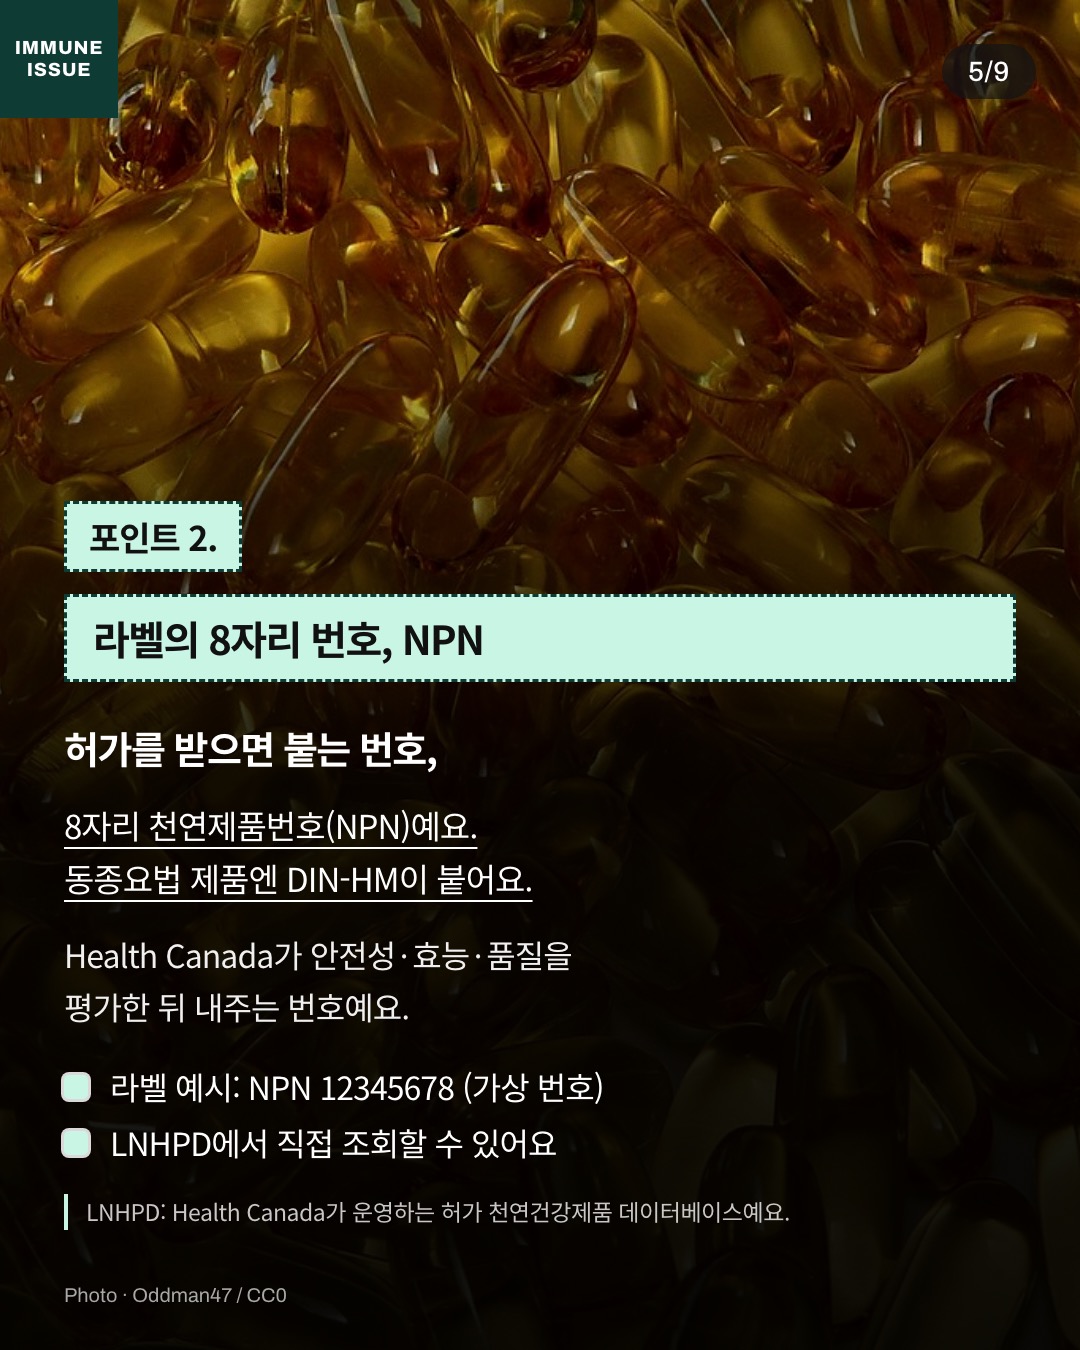 IMMUNE
ISSUE
5/9
포인트 2.
라벨의 8자리 번호, NPN
허가를 받으면 붙는 번호,
8자리 천연제품번호(NPN)예요.
동종요법 제품엔 DIN-HM이 붙어요.
Health Canada가 안전성·효능·품질을
평가한 뒤 내주는 번호예요.
라벨 예시: NPN 12345678 (가상 번호)
LNHPD에서 직접 조회할 수 있어요
LNHPD: Health Canada가 운영하는 허가 천연건강제품 데이터베이스예요.
Photo · Oddman47 / CC0